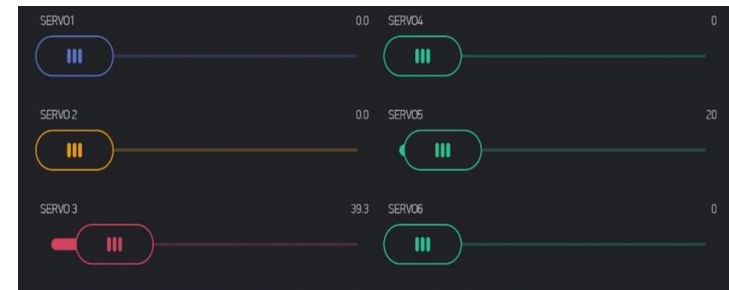 SERVO1 0.0 SERVO4 0
SERVO 2 0.0 SERVO5 20
SERVO 3 39.3 SERVO6 0